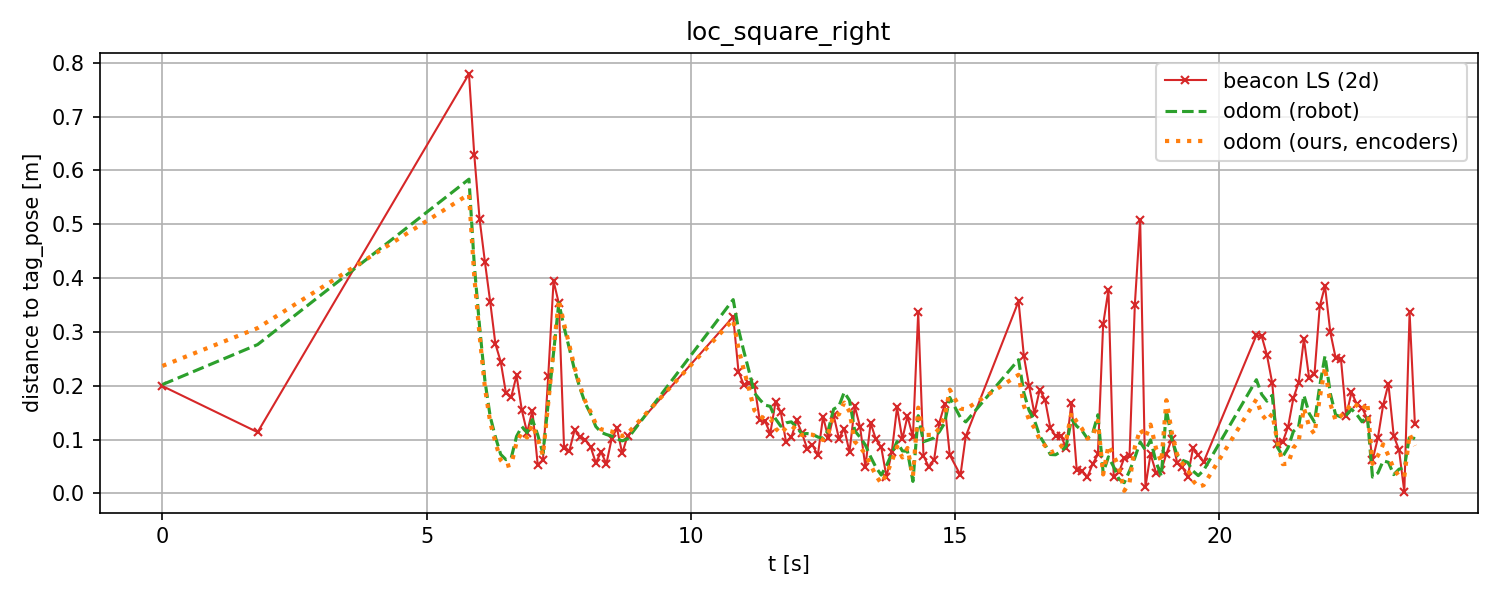 loc_square_right
distance to tag_pose [m]
0.8
0.7
0.6
0.5
0.4
0.3
0.2
0.1
0.0
beacon LS (2d)
odom (robot)
odom (ours, encoders)
0 5 10 15 20
t [s]